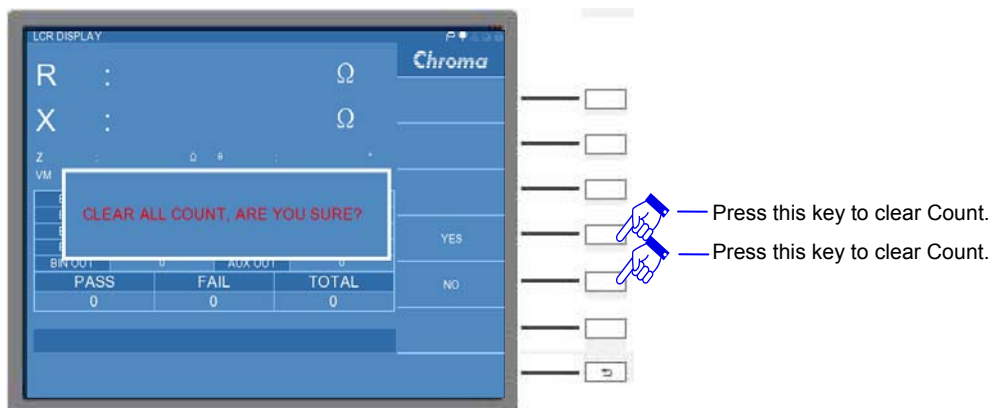 LCR DISPLAY
Chroma
R : Ω
X : Ω
Z : Ω θ : °
VM
CLEAR ALL COUNT, ARE YOU SURE?
BIN OUT 0 AUX OUT 0
PASS FAIL TOTAL
0 0 0
YES
NO
Press this key to clear Count.
Press this key to clear Count.